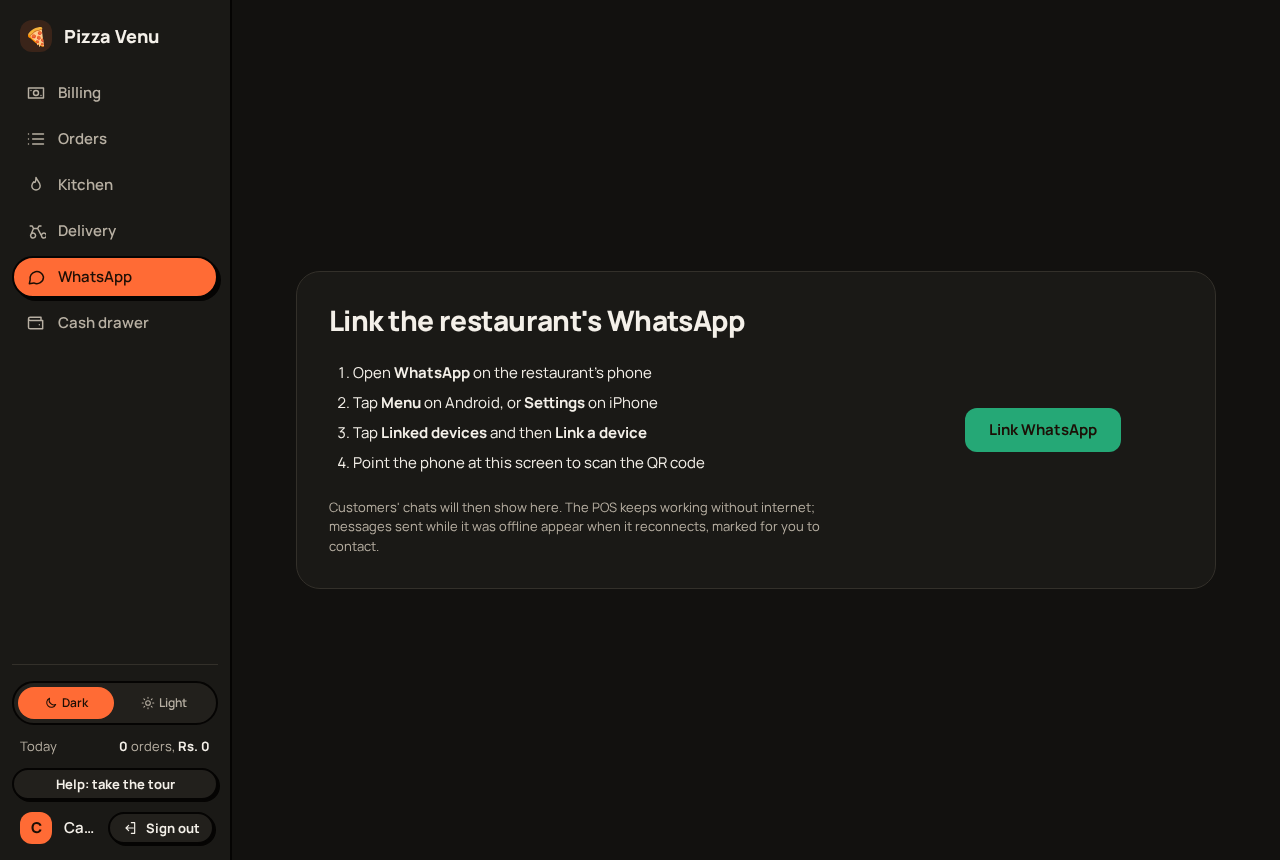 Pizza Venu
Billing
Orders
Kitchen
Delivery
WhatsApp
Cash drawer
Link the restaurant's WhatsApp
1. Open WhatsApp on the restaurant's phone
2. Tap Menu on Android, or Settings on iPhone
3. Tap Linked devices and then Link a device
4. Point the phone at this screen to scan the QR code
Customers' chats will then show here. The POS keeps working without internet;
messages sent while it was offline appear when it reconnects, marked for you to
contact.
Link WhatsApp
Dark
Light
Today 0 orders, Rs. 0
Help: take the tour
C Ca... Sign out